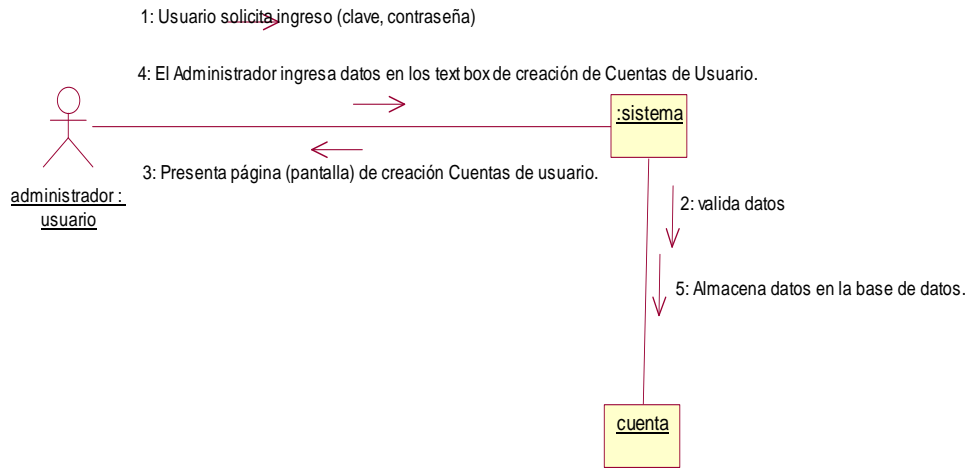 1: Usuario solicita ingreso (clave, contraseña)
4: El Administrador ingresa datos en los text box de creación de Cuentas de Usuario.
:sistema
3: Presenta página (pantalla) de creación Cuentas de usuario.
administrador :
usuario
2: valida datos
5: Almacena datos en la base de datos.
cuenta